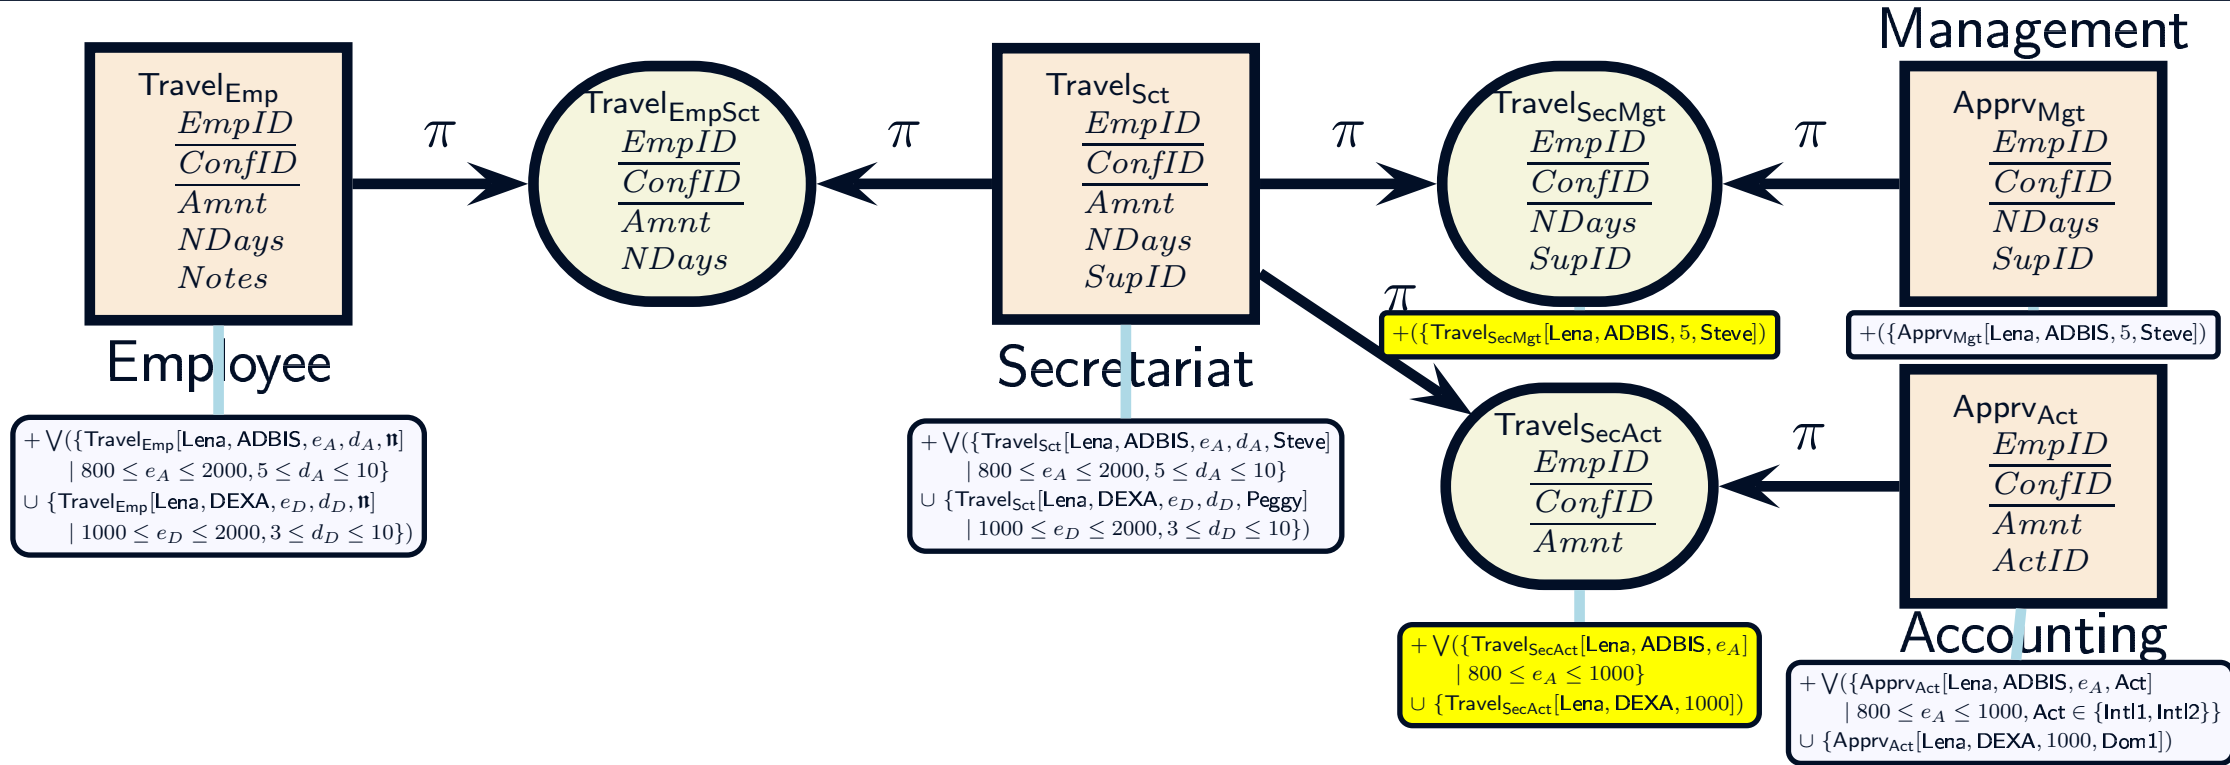 Management
Travel_Emp
EmpID
ConfID
Amnt
NDays
Notes
π
Travel_EmpSct
EmpID
ConfID
Amnt
NDays
π
Travel_Sct
EmpID
ConfID
Amnt
NDays
SupID
π
Travel_SecMgt
EmpID
ConfID
NDays
SupID
π
Apprv_Mgt
EmpID
ConfID
NDays
SupID
π
+({Travel_SecMgt[Lena, ADBIS, 5, Steve])
+({Apprv_Mgt[Lena, ADBIS, 5, Steve])
Employee
Secretariat
+ ⋁({Travel_Emp[Lena, ADBIS, e_A, d_A, 𝖓]
| 800 ≤ e_A ≤ 2000, 5 ≤ d_A ≤ 10}
∪ {Travel_Emp[Lena, DEXA, e_D, d_D, 𝖓]
| 1000 ≤ e_D ≤ 2000, 3 ≤ d_D ≤ 10})
+ ⋁({Travel_Sct[Lena, ADBIS, e_A, d_A, Steve]
| 800 ≤ e_A ≤ 2000, 5 ≤ d_A ≤ 10}
∪ {Travel_Sct[Lena, DEXA, e_D, d_D, Peggy]
| 1000 ≤ e_D ≤ 2000, 3 ≤ d_D ≤ 10})
Travel_SecAct
EmpID
ConfID
Amnt
π
Apprv_Act
EmpID
ConfID
Amnt
ActID
Accounting
+ ⋁({Travel_SecAct[Lena, ADBIS, e_A]
| 800 ≤ e_A ≤ 1000}
∪ {Travel_SecAct[Lena, DEXA, 1000])
+ ⋁({Apprv_Act[Lena, ADBIS, e_A, Act]
| 800 ≤ e_A ≤ 1000, Act ∈ {Intl1, Intl2}}
∪ {Apprv_Act[Lena, DEXA, 1000, Dom1])